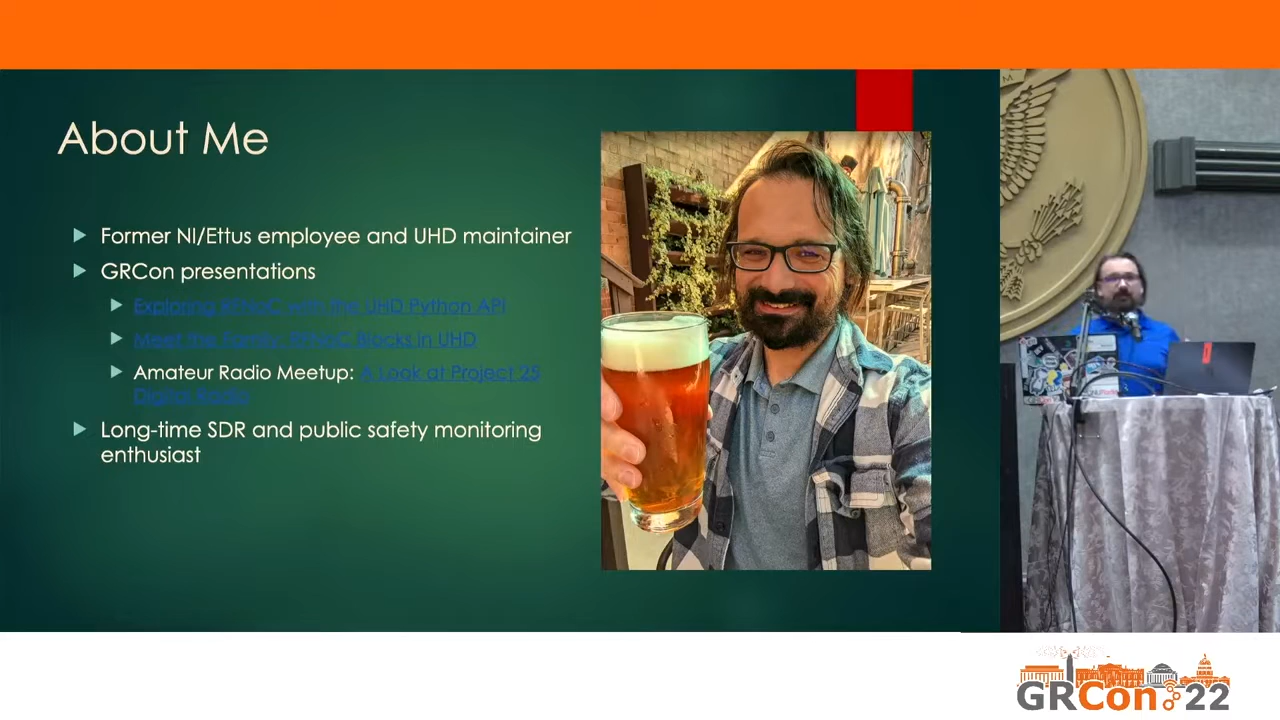 About Me
Former NI/Ettus employee and UHD maintainer
GRCon presentations
Exploring RFNoC with the UHD Python API
Meet the Family: RFNoC Blocks in UHD
Amateur Radio Meetup: A Look at Project 25
Digital Radio
Long-time SDR and public safety monitoring
enthusiast
GRCon 22